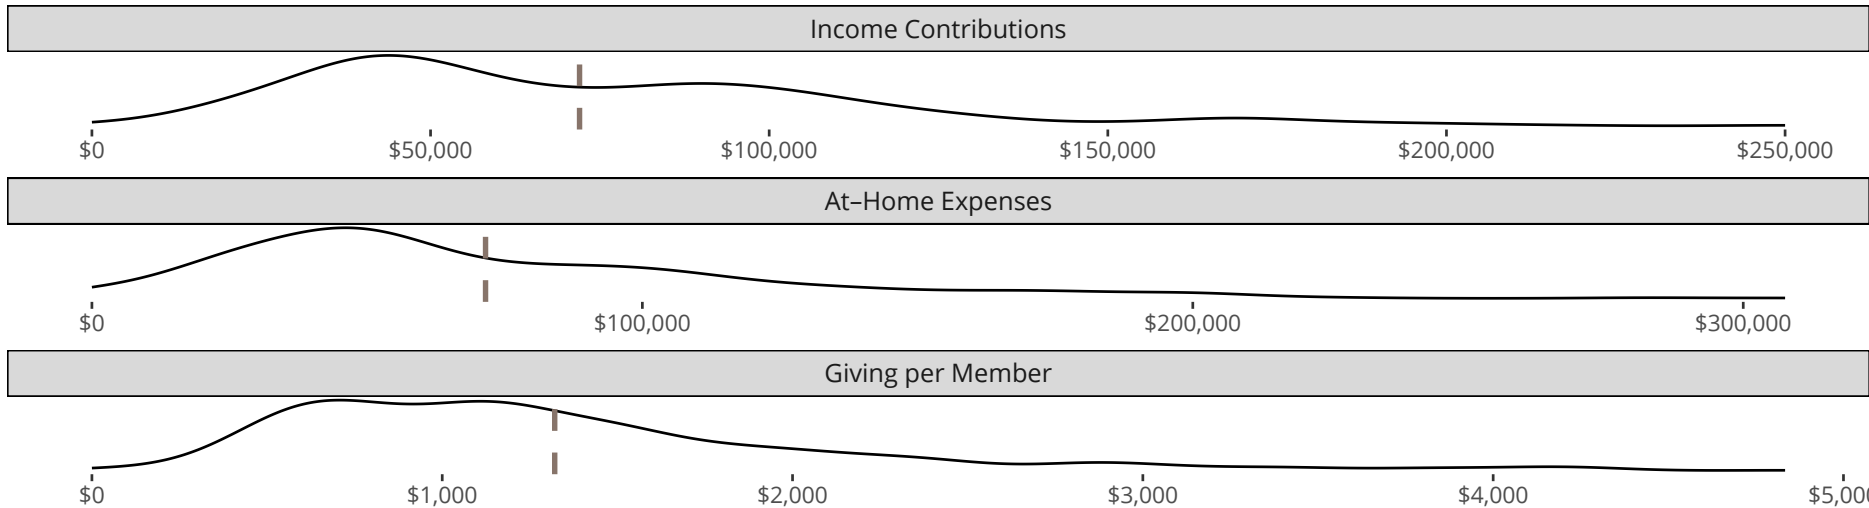 Income Contributions
$0 $50,000 $100,000 $150,000 $200,000 $250,000
At–Home Expenses
$0 $100,000 $200,000 $300,000
Giving per Member
$0 $1,000 $2,000 $3,000 $4,000